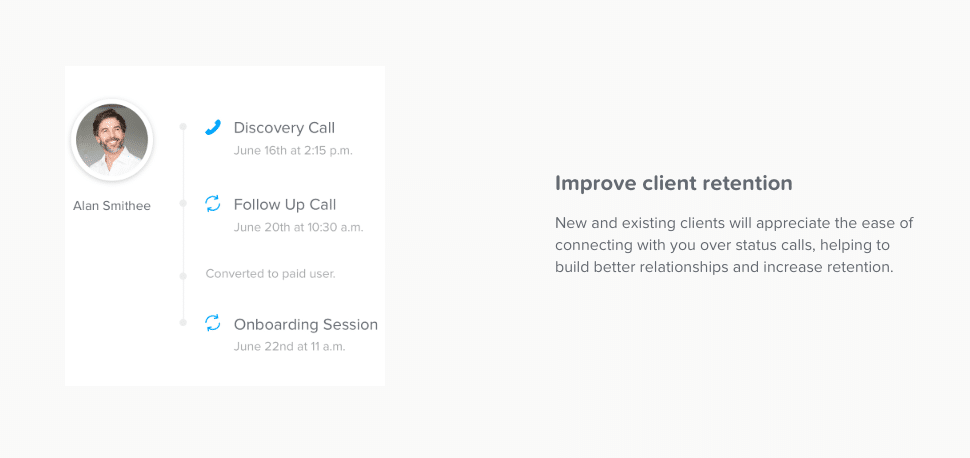 Alan Smithee
Discovery Call
June 16th at 2:15 p.m.
Follow Up Call
June 20th at 10:30 a.m.
Converted to paid user.
Onboarding Session
June 22nd at 11 a.m.
Improve client retention
New and existing clients will appreciate the ease of
connecting with you over status calls, helping to
build better relationships and increase retention.